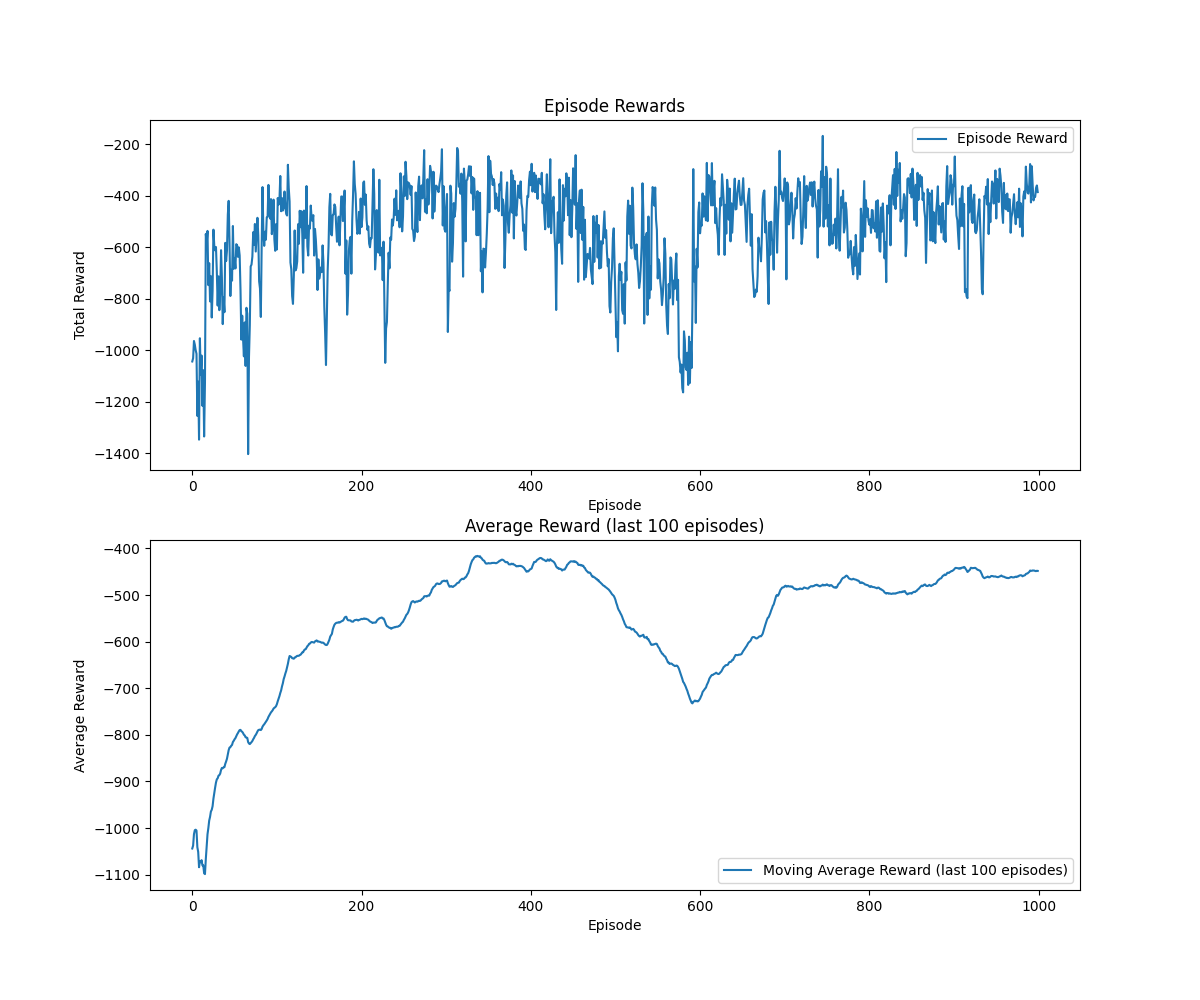 Episode Rewards
Total Reward
−200
−400
−600
−800
−1000
−1200
−1400
Episode Reward
0 200 400 600 800 1000
Episode
Average Reward (last 100 episodes)
Average Reward
−400
−500
−600
−700
−800
−900
−1000
−1100
Moving Average Reward (last 100 episodes)
0 200 400 600 800 1000
Episode